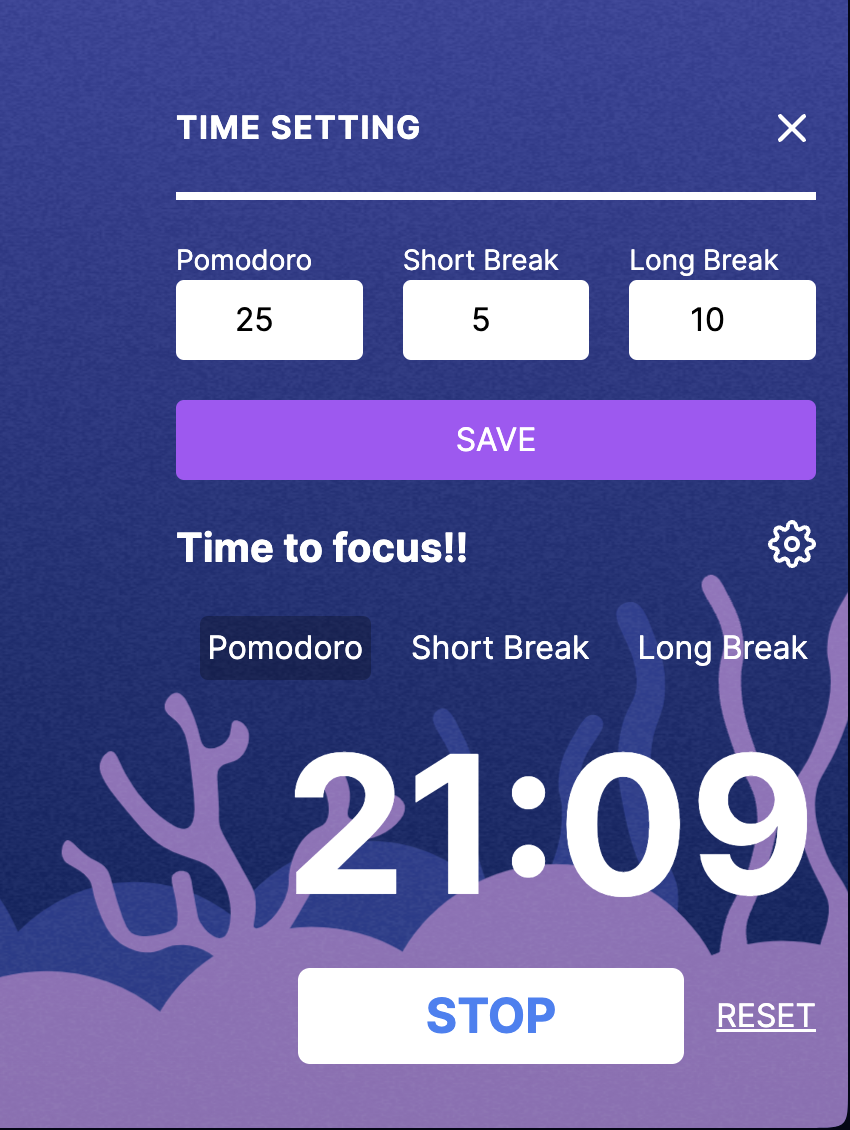 TIME SETTING
Pomodoro Short Break Long Break
25 5 10
SAVE
Time to focus!!
Pomodoro Short Break Long Break
21:09
STOP RESET